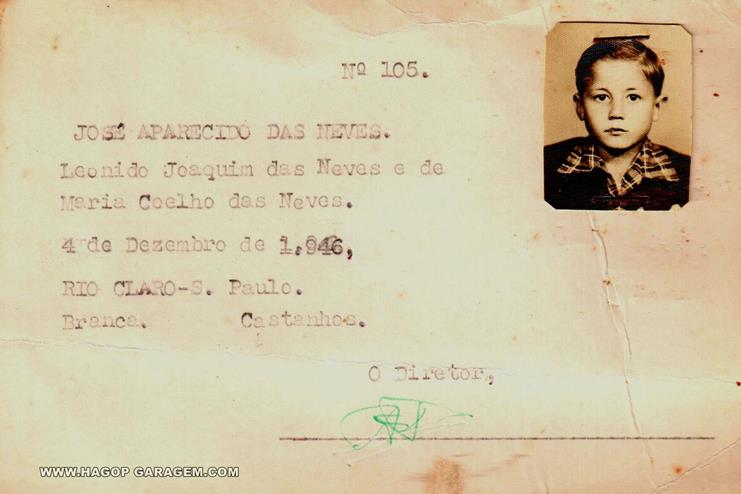 Nº 105.
JOSÉ APARECIDO DAS NEVES.
Leonido Joaquim das Neves e de
Maria Coelho das Neves.
4 de Dezembro de 1.946,
RIO CLARO-S. Paulo.
Branca. Castanhos.
O Diretor,
WWW.HAGOP GARAGEM.COM